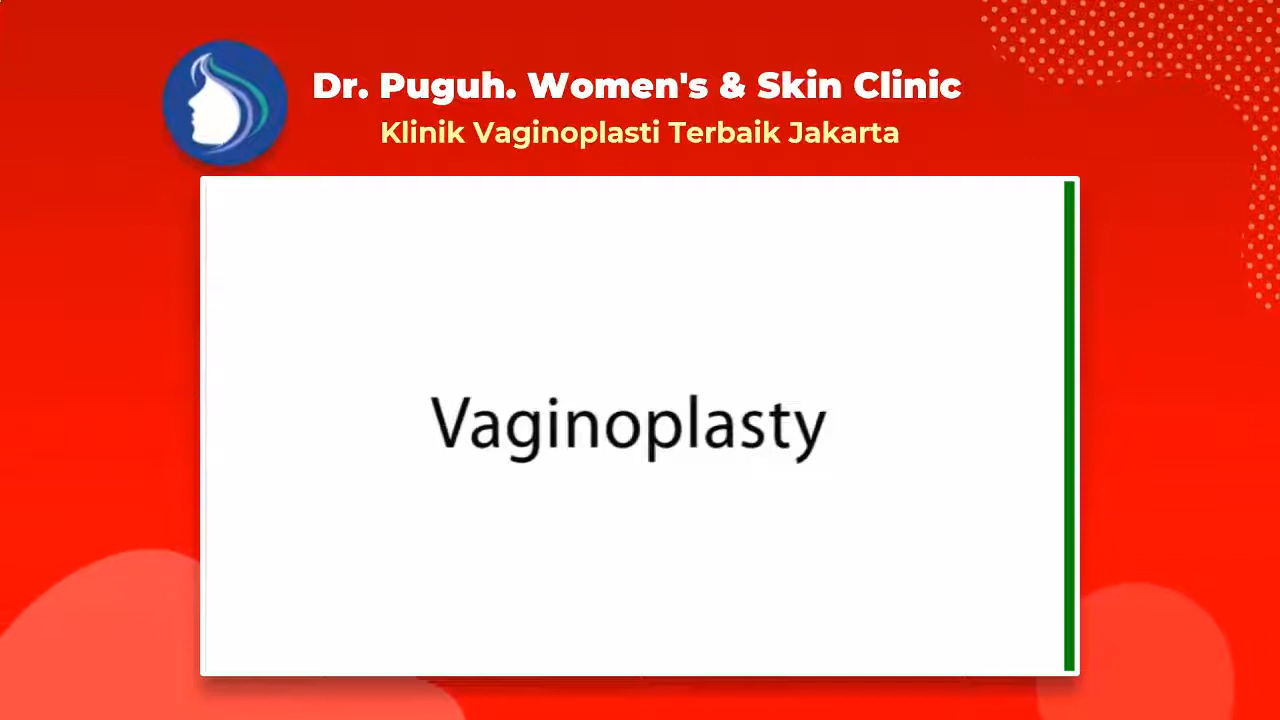 Dr. Puguh. Women's & Skin Clinic
Klinik Vaginoplasti Terbaik Jakarta
Vaginoplasty